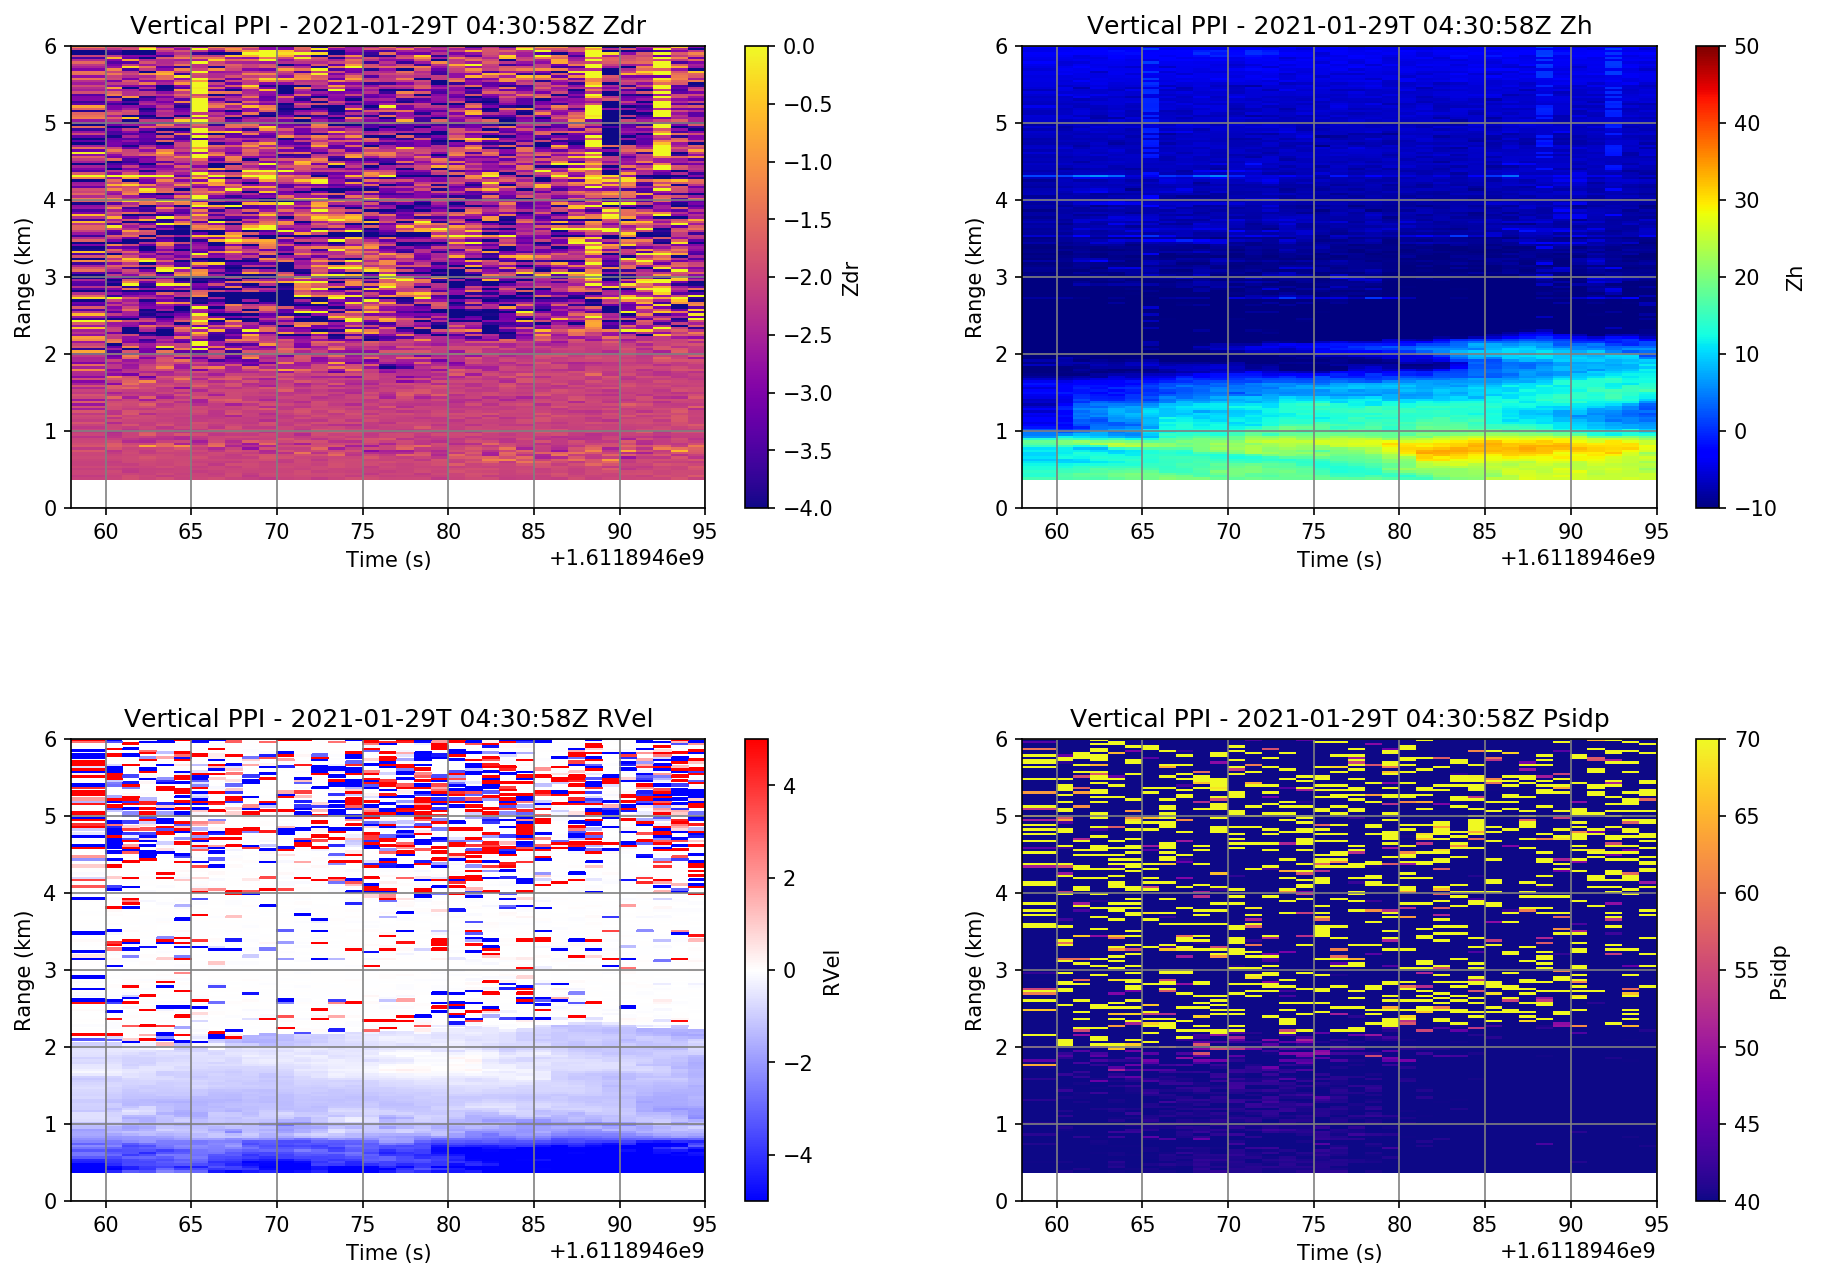 Vertical PPI - 2021-01-29T 04:30:58Z Zdr
6
5
4
3
2
1
0
Range (km)
60 65 70 75 80 85 90 95
Time (s)
+1.6118946e9
0.0
−0.5
−1.0
−1.5
−2.0
−2.5
−3.0
−3.5
−4.0
Zdr
Vertical PPI - 2021-01-29T 04:30:58Z Zh
6
5
4
3
2
1
0
Range (km)
60 65 70 75 80 85 90 95
Time (s)
+1.6118946e9
50
40
30
20
10
0
−10
Zh
Vertical PPI - 2021-01-29T 04:30:58Z RVel
6
5
4
3
2
1
0
Range (km)
60 65 70 75 80 85 90 95
Time (s)
+1.6118946e9
4
2
0
−2
−4
RVel
Vertical PPI - 2021-01-29T 04:30:58Z Psidp
6
5
4
3
2
1
0
Range (km)
60 65 70 75 80 85 90 95
Time (s)
+1.6118946e9
70
65
60
55
50
45
40
Psidp